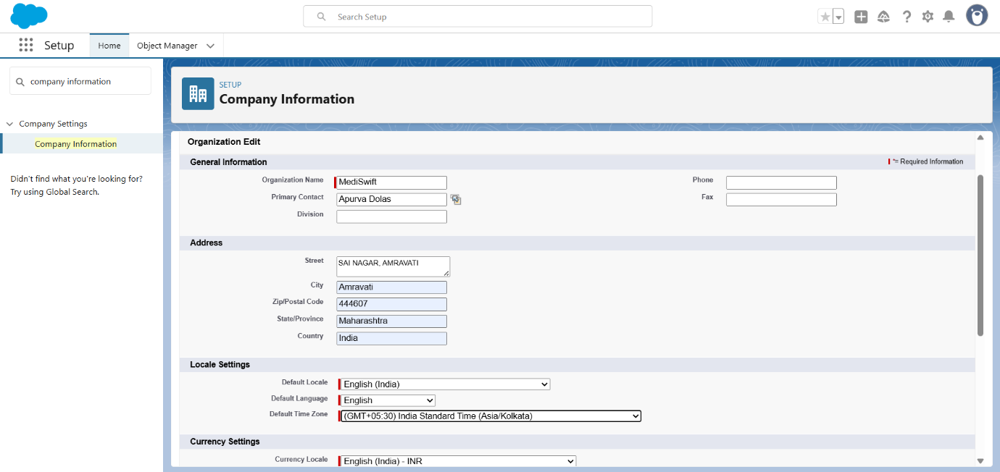 Search Setup
Setup
Home
Object Manager
company information
Company Settings
Company Information
Didn't find what you're looking for?
Try using Global Search.
SETUP
Company Information
Organization Edit
General Information
*= Required Information
Organization Name MediSwift Phone
Primary Contact Apurva Dolas Fax
Division
Address
Street SAI NAGAR, AMRAVATI
City Amravati
Zip/Postal Code 444607
State/Province Maharashtra
Country India
Locale Settings
Default Locale English (India)
Default Language English
Default Time Zone (GMT+05:30) India Standard Time (Asia/Kolkata)
Currency Settings
Currency Locale English (India) - INR